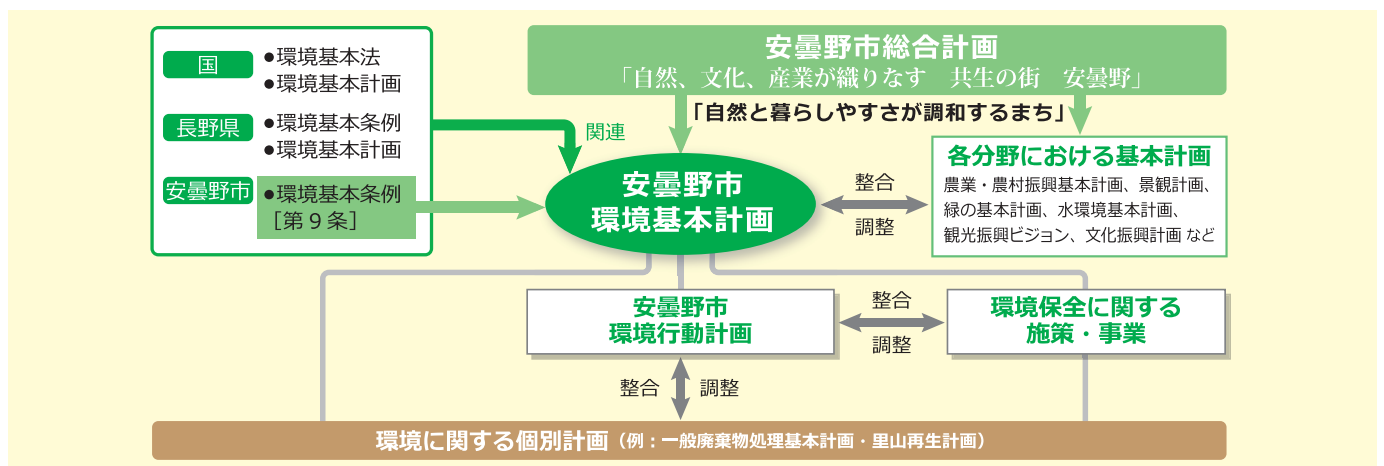 国
●環境基本法
●環境基本計画
長野県
●環境基本条例
●環境基本計画
安曇野市
●環境基本条例
［第9条］
安曇野市総合計画
「自然、文化、産業が織りなす　共生の街　安曇野」
「自然と暮らしやすさが調和するまち」
関連
安曇野市
環境基本計画
整合
調整
各分野における基本計画
農業・農村振興基本計画、景観計画、
緑の基本計画、水環境基本計画、
観光振興ビジョン、文化振興計画 など
安曇野市
環境行動計画
整合
調整
環境保全に関する
施策・事業
整合
調整
環境に関する個別計画（例：一般廃棄物処理基本計画・里山再生計画）